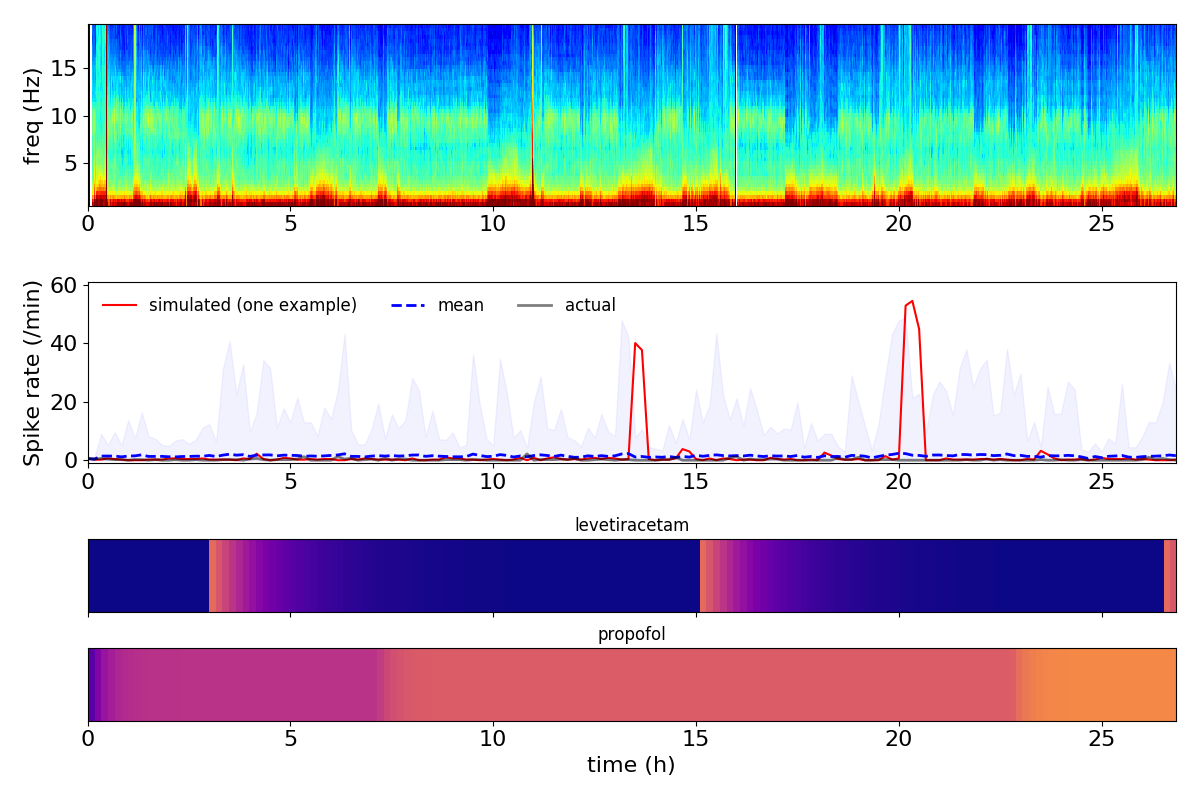 freq (Hz)
15
10
5
0 5 10 15 20 25
Spike rate (/min)
60
40
20
0
simulated (one example) mean actual
0 5 10 15 20 25
levetiracetam
propofol
0 5 10 15 20 25
time (h)